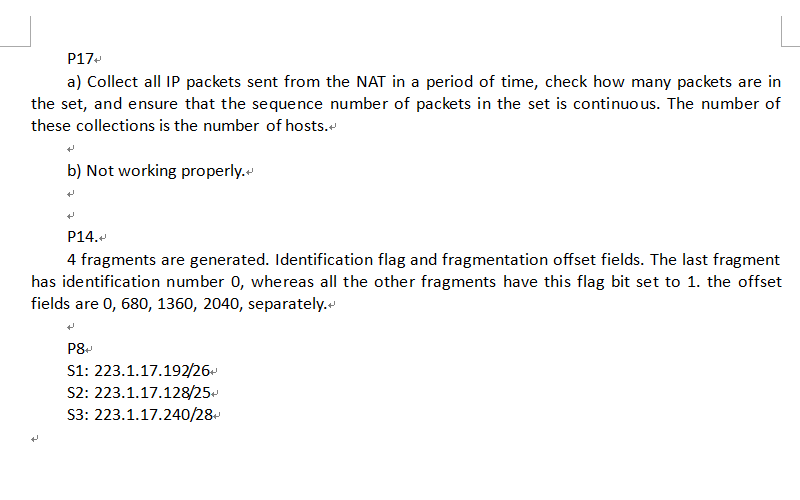 P17
a) Collect all IP packets sent from the NAT in a period of time, check how many packets are in
the set, and ensure that the sequence number of packets in the set is continuous. The number of
these collections is the number of hosts.
b) Not working properly.
P14.
4 fragments are generated. Identification flag and fragmentation offset fields. The last fragment
has identification number 0, whereas all the other fragments have this flag bit set to 1. the offset
fields are 0, 680, 1360, 2040, separately.
P8
S1: 223.1.17.192/26
S2: 223.1.17.128/25
S3: 223.1.17.240/28